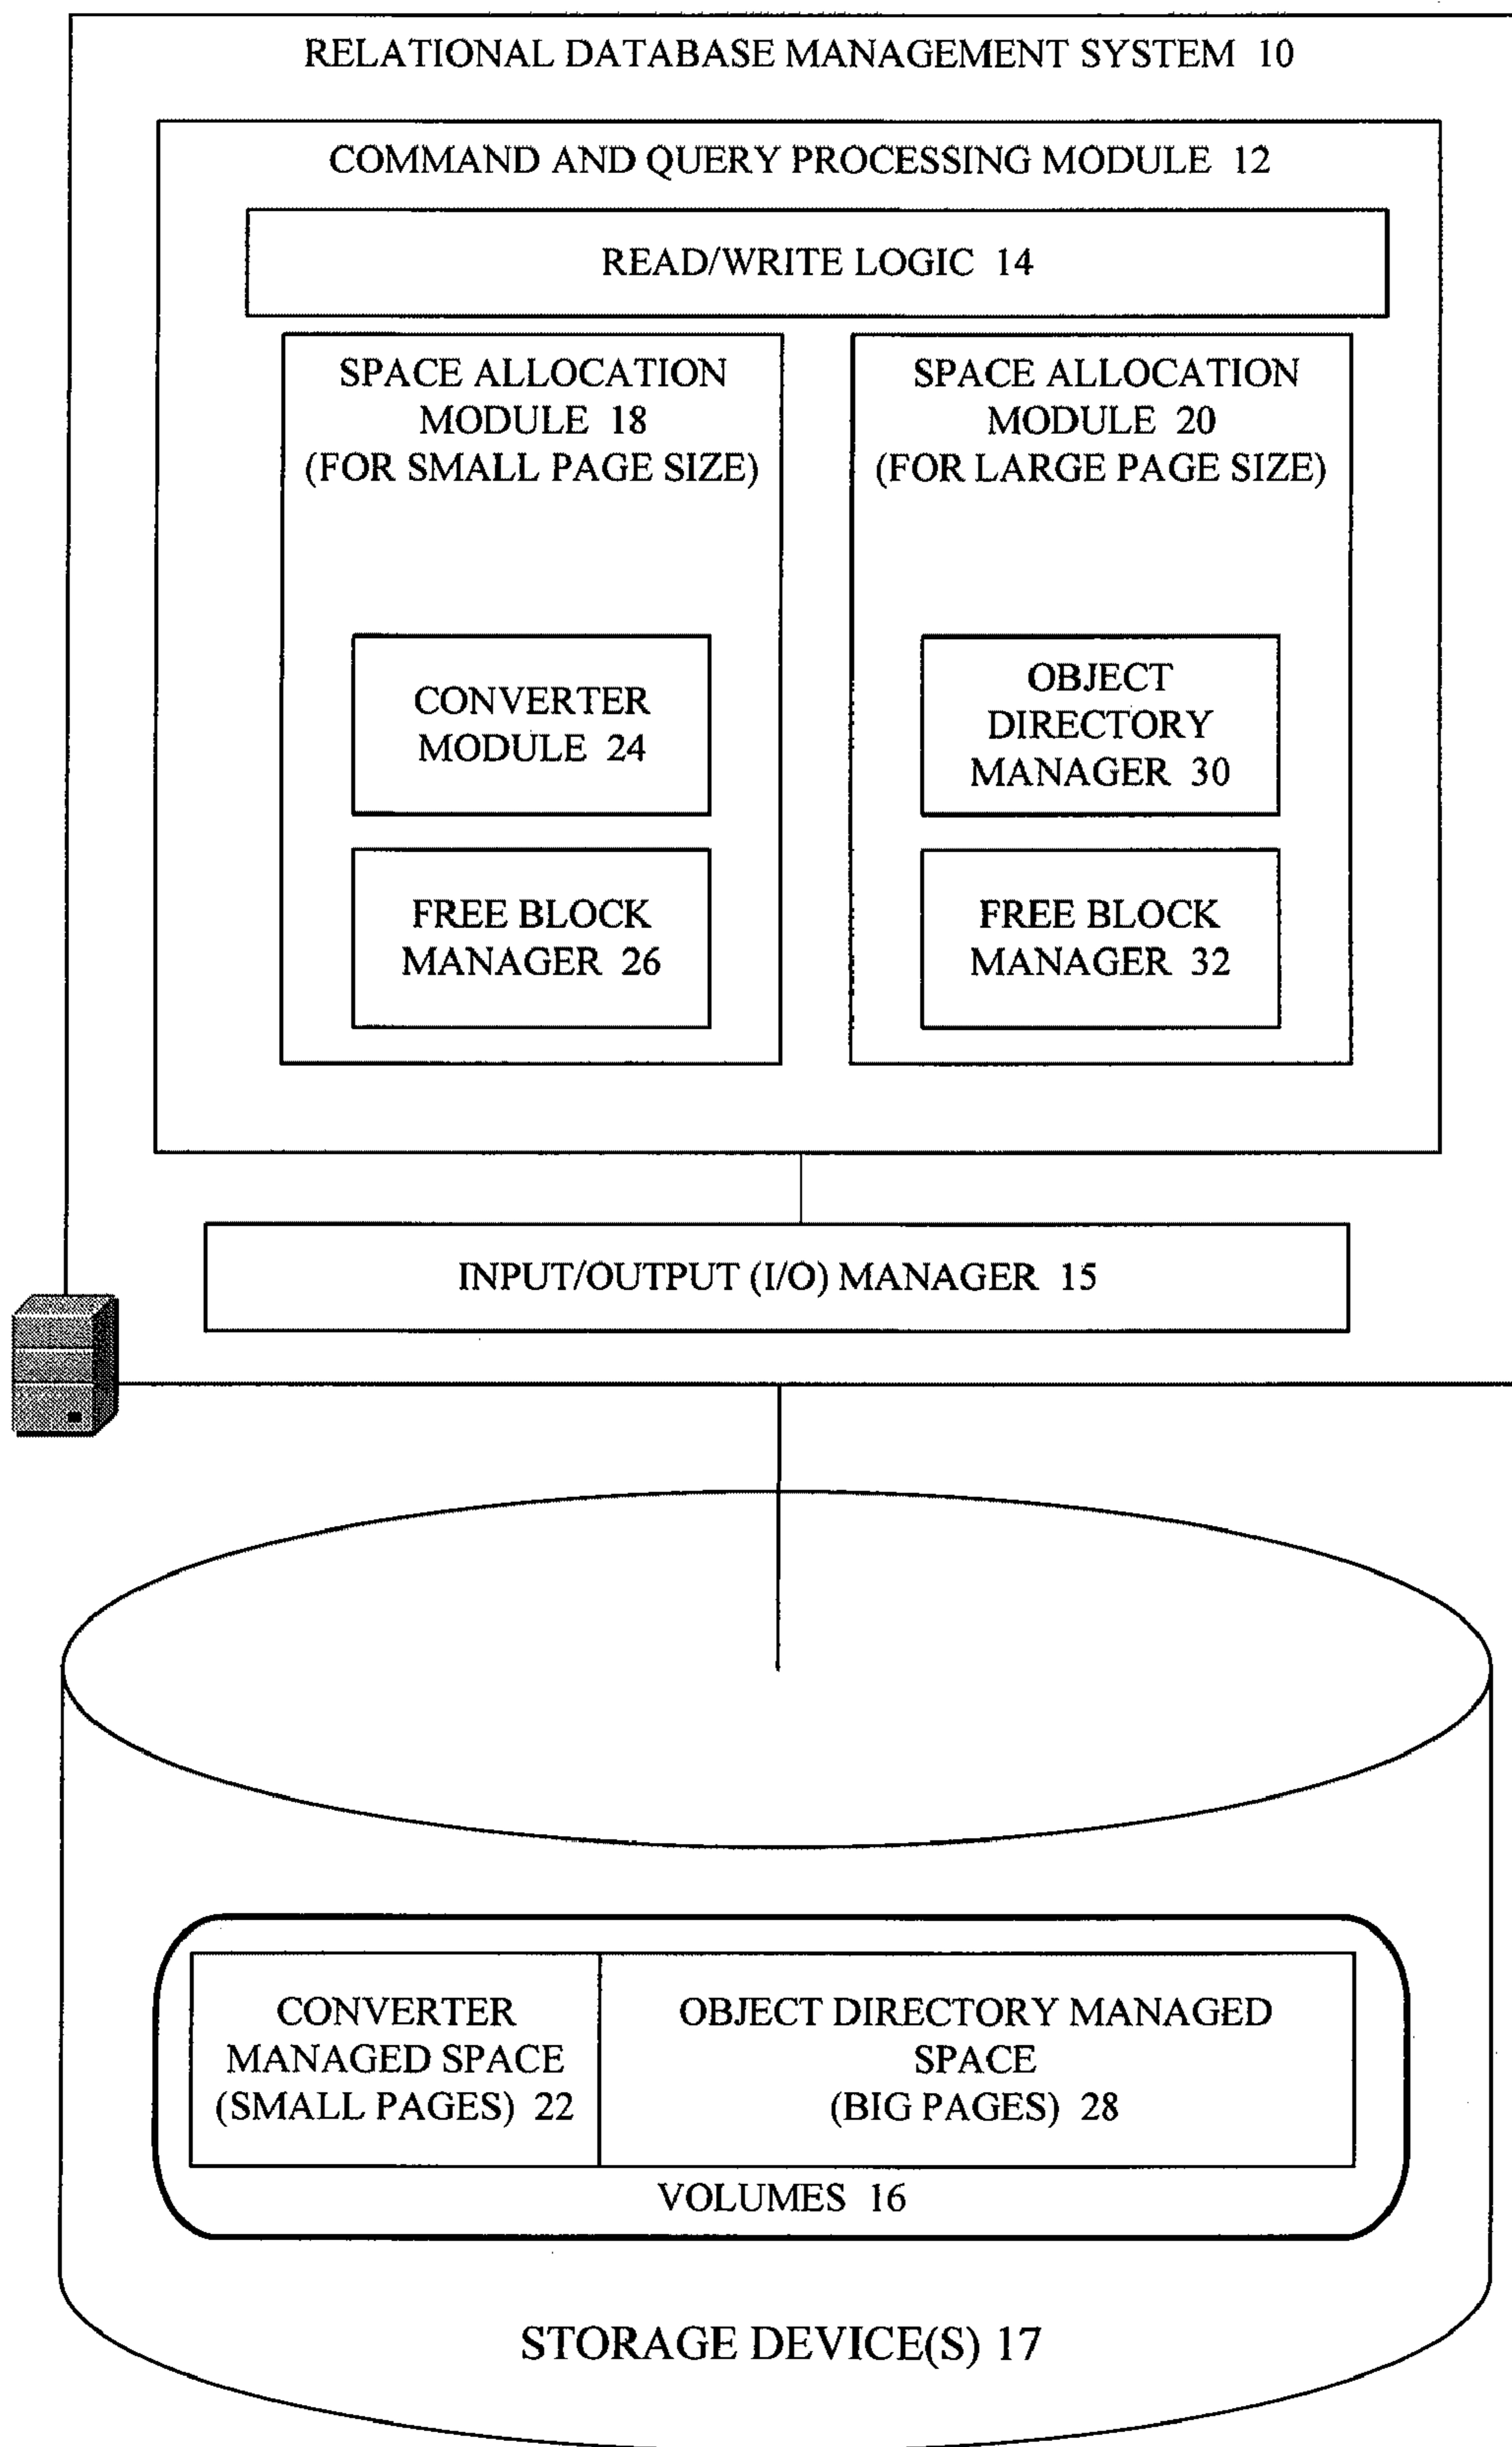 RELATIONAL DATABASE MANAGEMENT SYSTEM 10
COMMAND AND QUERY PROCESSING MODULE 12
READ/WRITE LOGIC 14
SPACE ALLOCATION
MODULE 18
(FOR SMALL PAGE SIZE)
CONVERTER
MODULE 24
FREE BLOCK
MANAGER 26
SPACE ALLOCATION
MODULE 20
(FOR LARGE PAGE SIZE)
OBJECT
DIRECTORY
MANAGER 30
FREE BLOCK
MANAGER 32
INPUT/OUTPUT (I/O) MANAGER 15
CONVERTER
MANAGED SPACE
(SMALL PAGES) 22
OBJECT DIRECTORY MANAGED
SPACE
(BIG PAGES) 28
VOLUMES 16
STORAGE DEVICE(S) 17